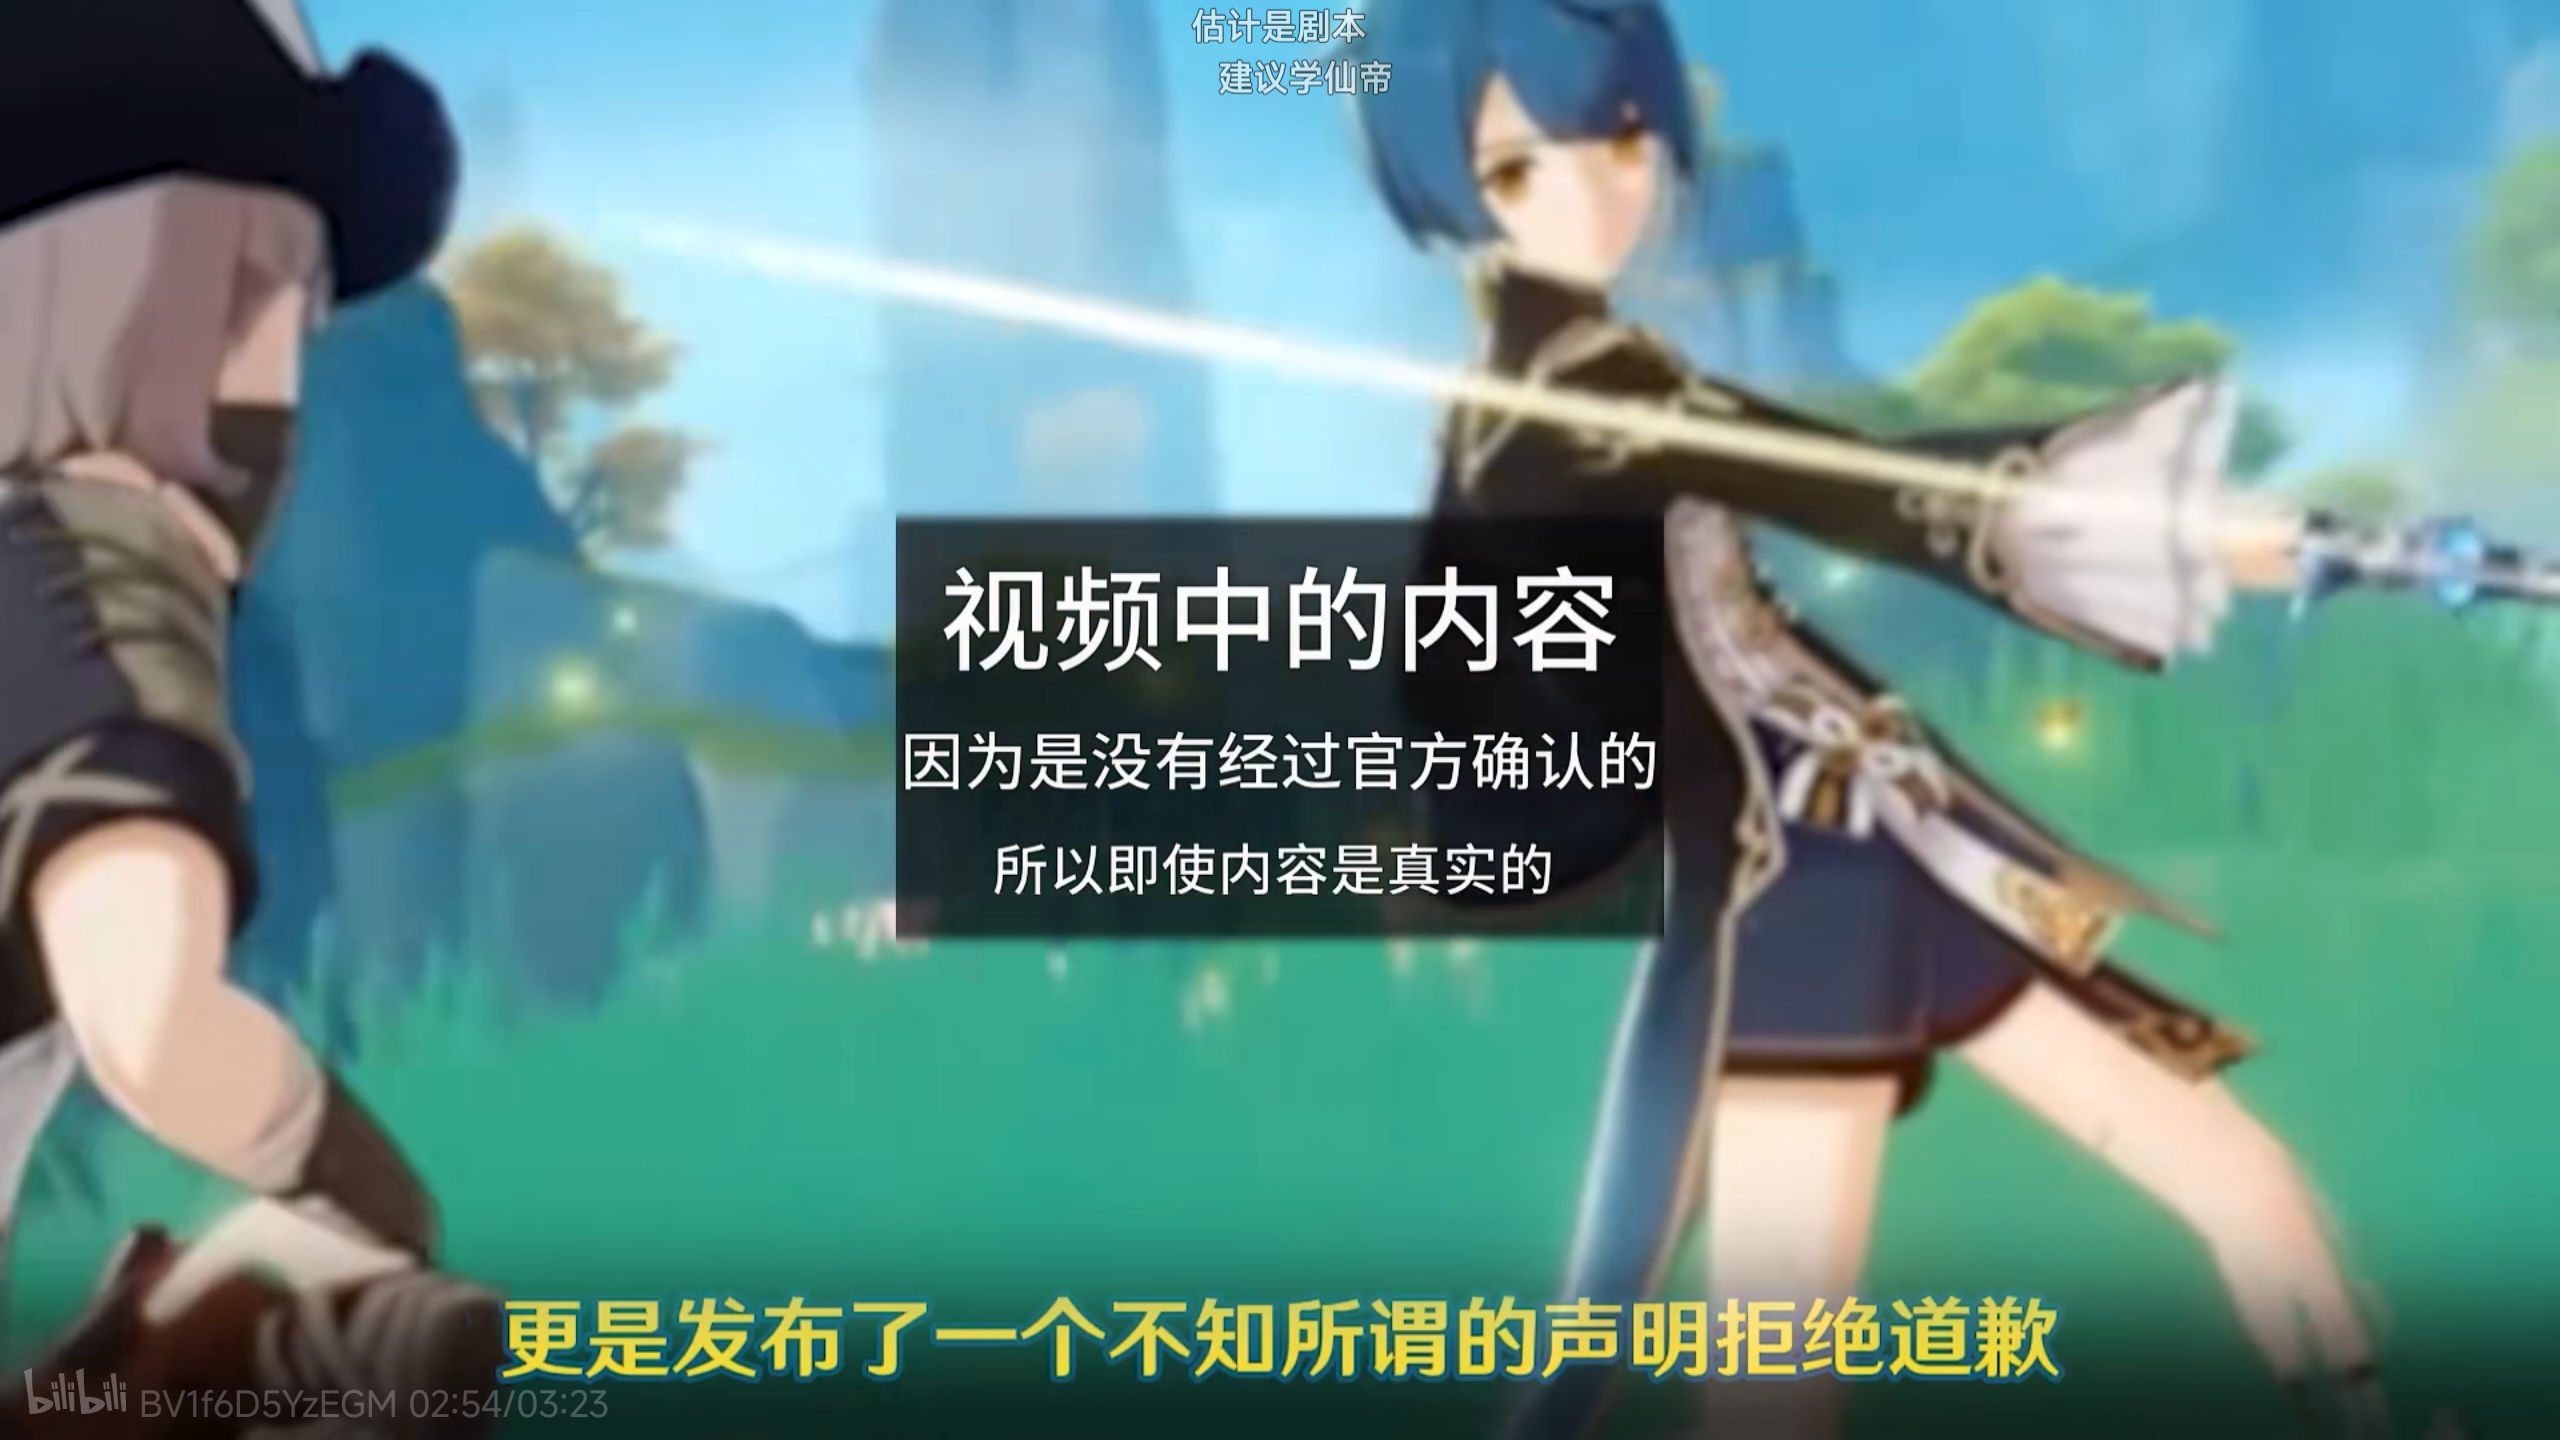 估计是剧本
建议学仙帝
视频中的内容
因为是没有经过官方确认的
所以即使内容是真实的
更是发布了一个不知所谓的声明拒绝道歉
bilibili BV1f6D5YzEGM 02:54/03:23